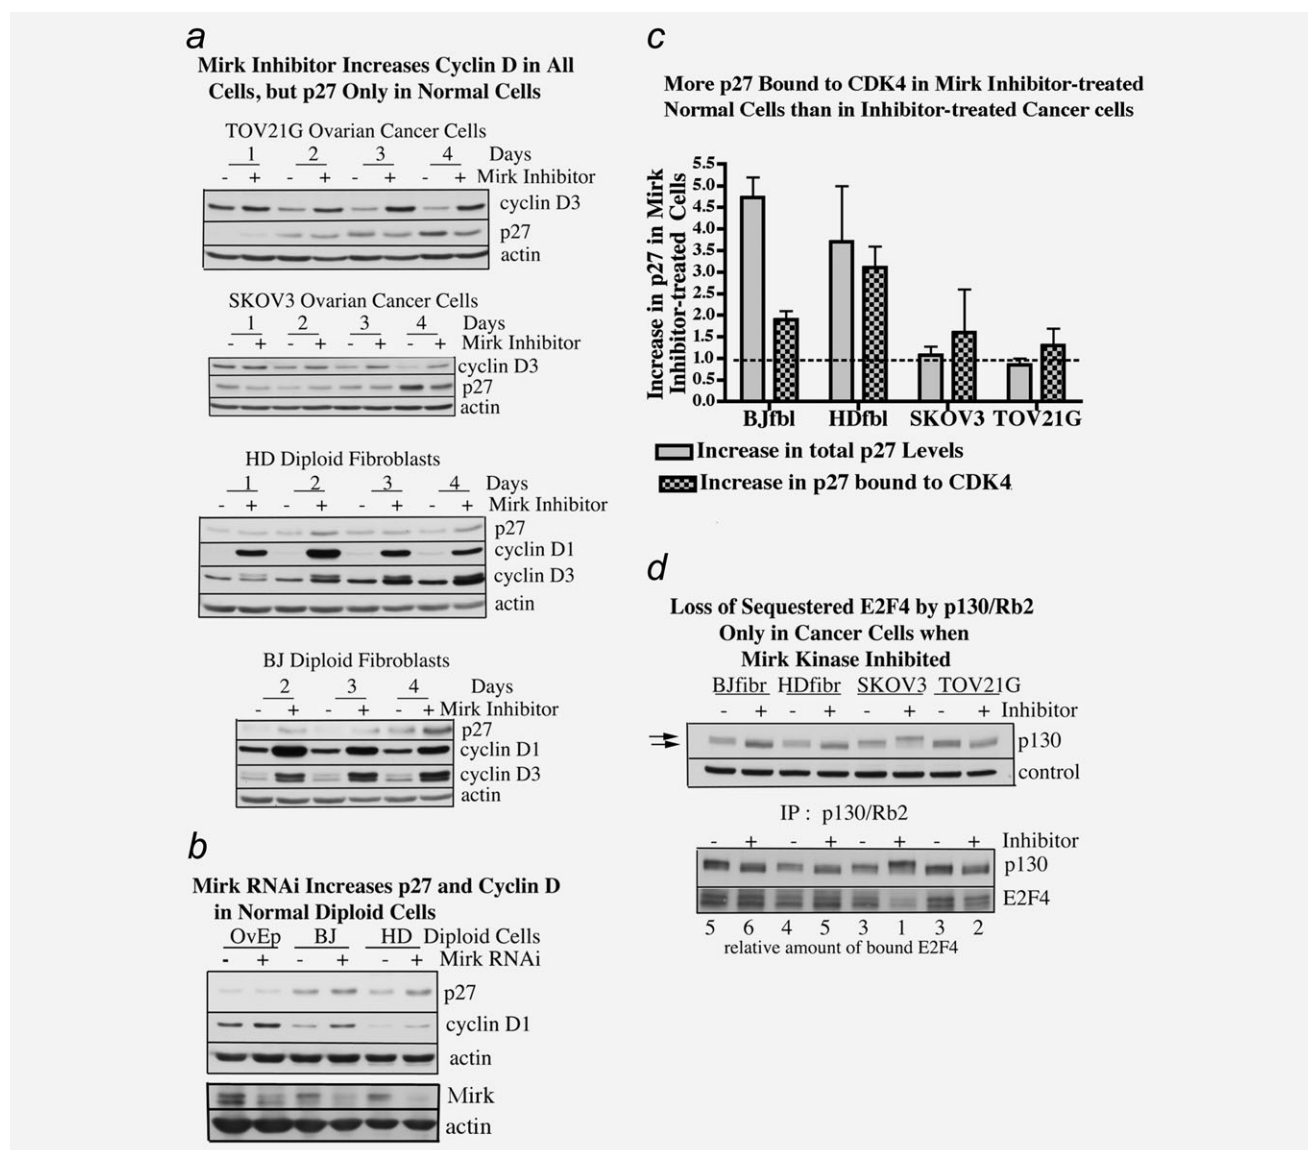 a
Mirk Inhibitor Increases Cyclin D in All
Cells, but p27 Only in Normal Cells
TOV21G Ovarian Cancer Cells
1 2 3 4 Days
- + - + - + - + Mirk Inhibitor
cyclin D3
p27
actin
SKOV3 Ovarian Cancer Cells
1 2 3 4 Days
- + - + - + - + Mirk Inhibitor
cyclin D3
p27
actin
HD Diploid Fibroblasts
1 2 3 4 Days
- + - + - + - + Mirk Inhibitor
p27
cyclin D1
cyclin D3
actin
BJ Diploid Fibroblasts
2 3 4 Days
- + - + - + Mirk Inhibitor
p27
cyclin D1
cyclin D3
actin
b
Mirk RNAi Increases p27 and Cyclin D
in Normal Diploid Cells
OvEp BJ HD Diploid Cells
- + - + - + Mirk RNAi
p27
cyclin D1
actin
Mirk
actin
c
More p27 Bound to CDK4 in Mirk Inhibitor-treated
Normal Cells than in Inhibitor-treated Cancer cells
Increase in p27 in Mirk
Inhibitor-treated Cells
5.5
5.0
4.5
4.0
3.5
3.0
2.5
2.0
1.5
1.0
0.5
0.0
BJfbl HDfbl SKOV3 TOV21G
Increase in total p27 Levels
Increase in p27 bound to CDK4
d
Loss of Sequestered E2F4 by p130/Rb2
Only in Cancer Cells when
Mirk Kinase Inhibited
BJfibr HDfibr SKOV3 TOV21G
- + - + - + - + Inhibitor
p130
control
IP : p130/Rb2
- + - + - + - + Inhibitor
p130
E2F4
5 6 4 5 3 1 3 2
relative amount of bound E2F4